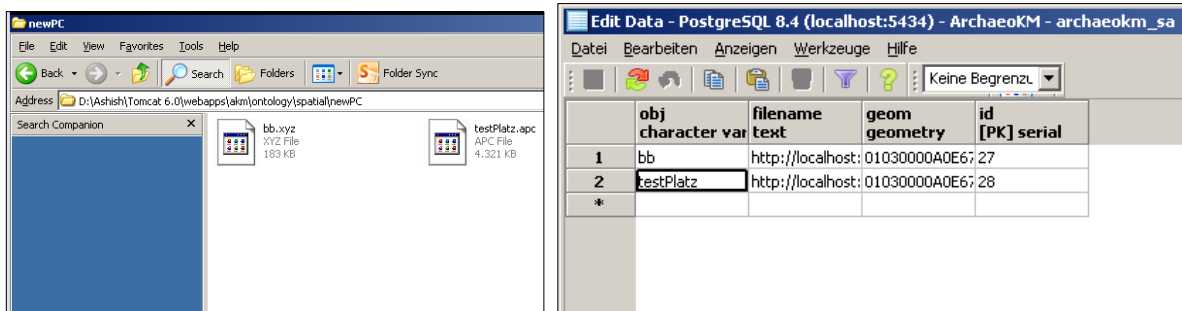 newPC
File Edit View Favorites Tools Help
Back Search Folders Folder Sync
Address D:\Ashish\Tomcat 6.0\webapps\akm\ontology\spatial\newPC
Search Companion
bb.xyz
XYZ File
183 KB
testPlatz.apc
APC File
4.321 KB
Edit Data - PostgreSQL 8.4 (localhost:5434) - ArchaeoKM - archaeokm_sa
Datei Bearbeiten Anzeigen Werkzeuge Hilfe
Keine Begrenzu
obj filename geom id
character var text geometry [PK] serial
1 bb http://localhost: 01030000A0E67 27
2 testPlatz http://localhost: 01030000A0E67 28
*